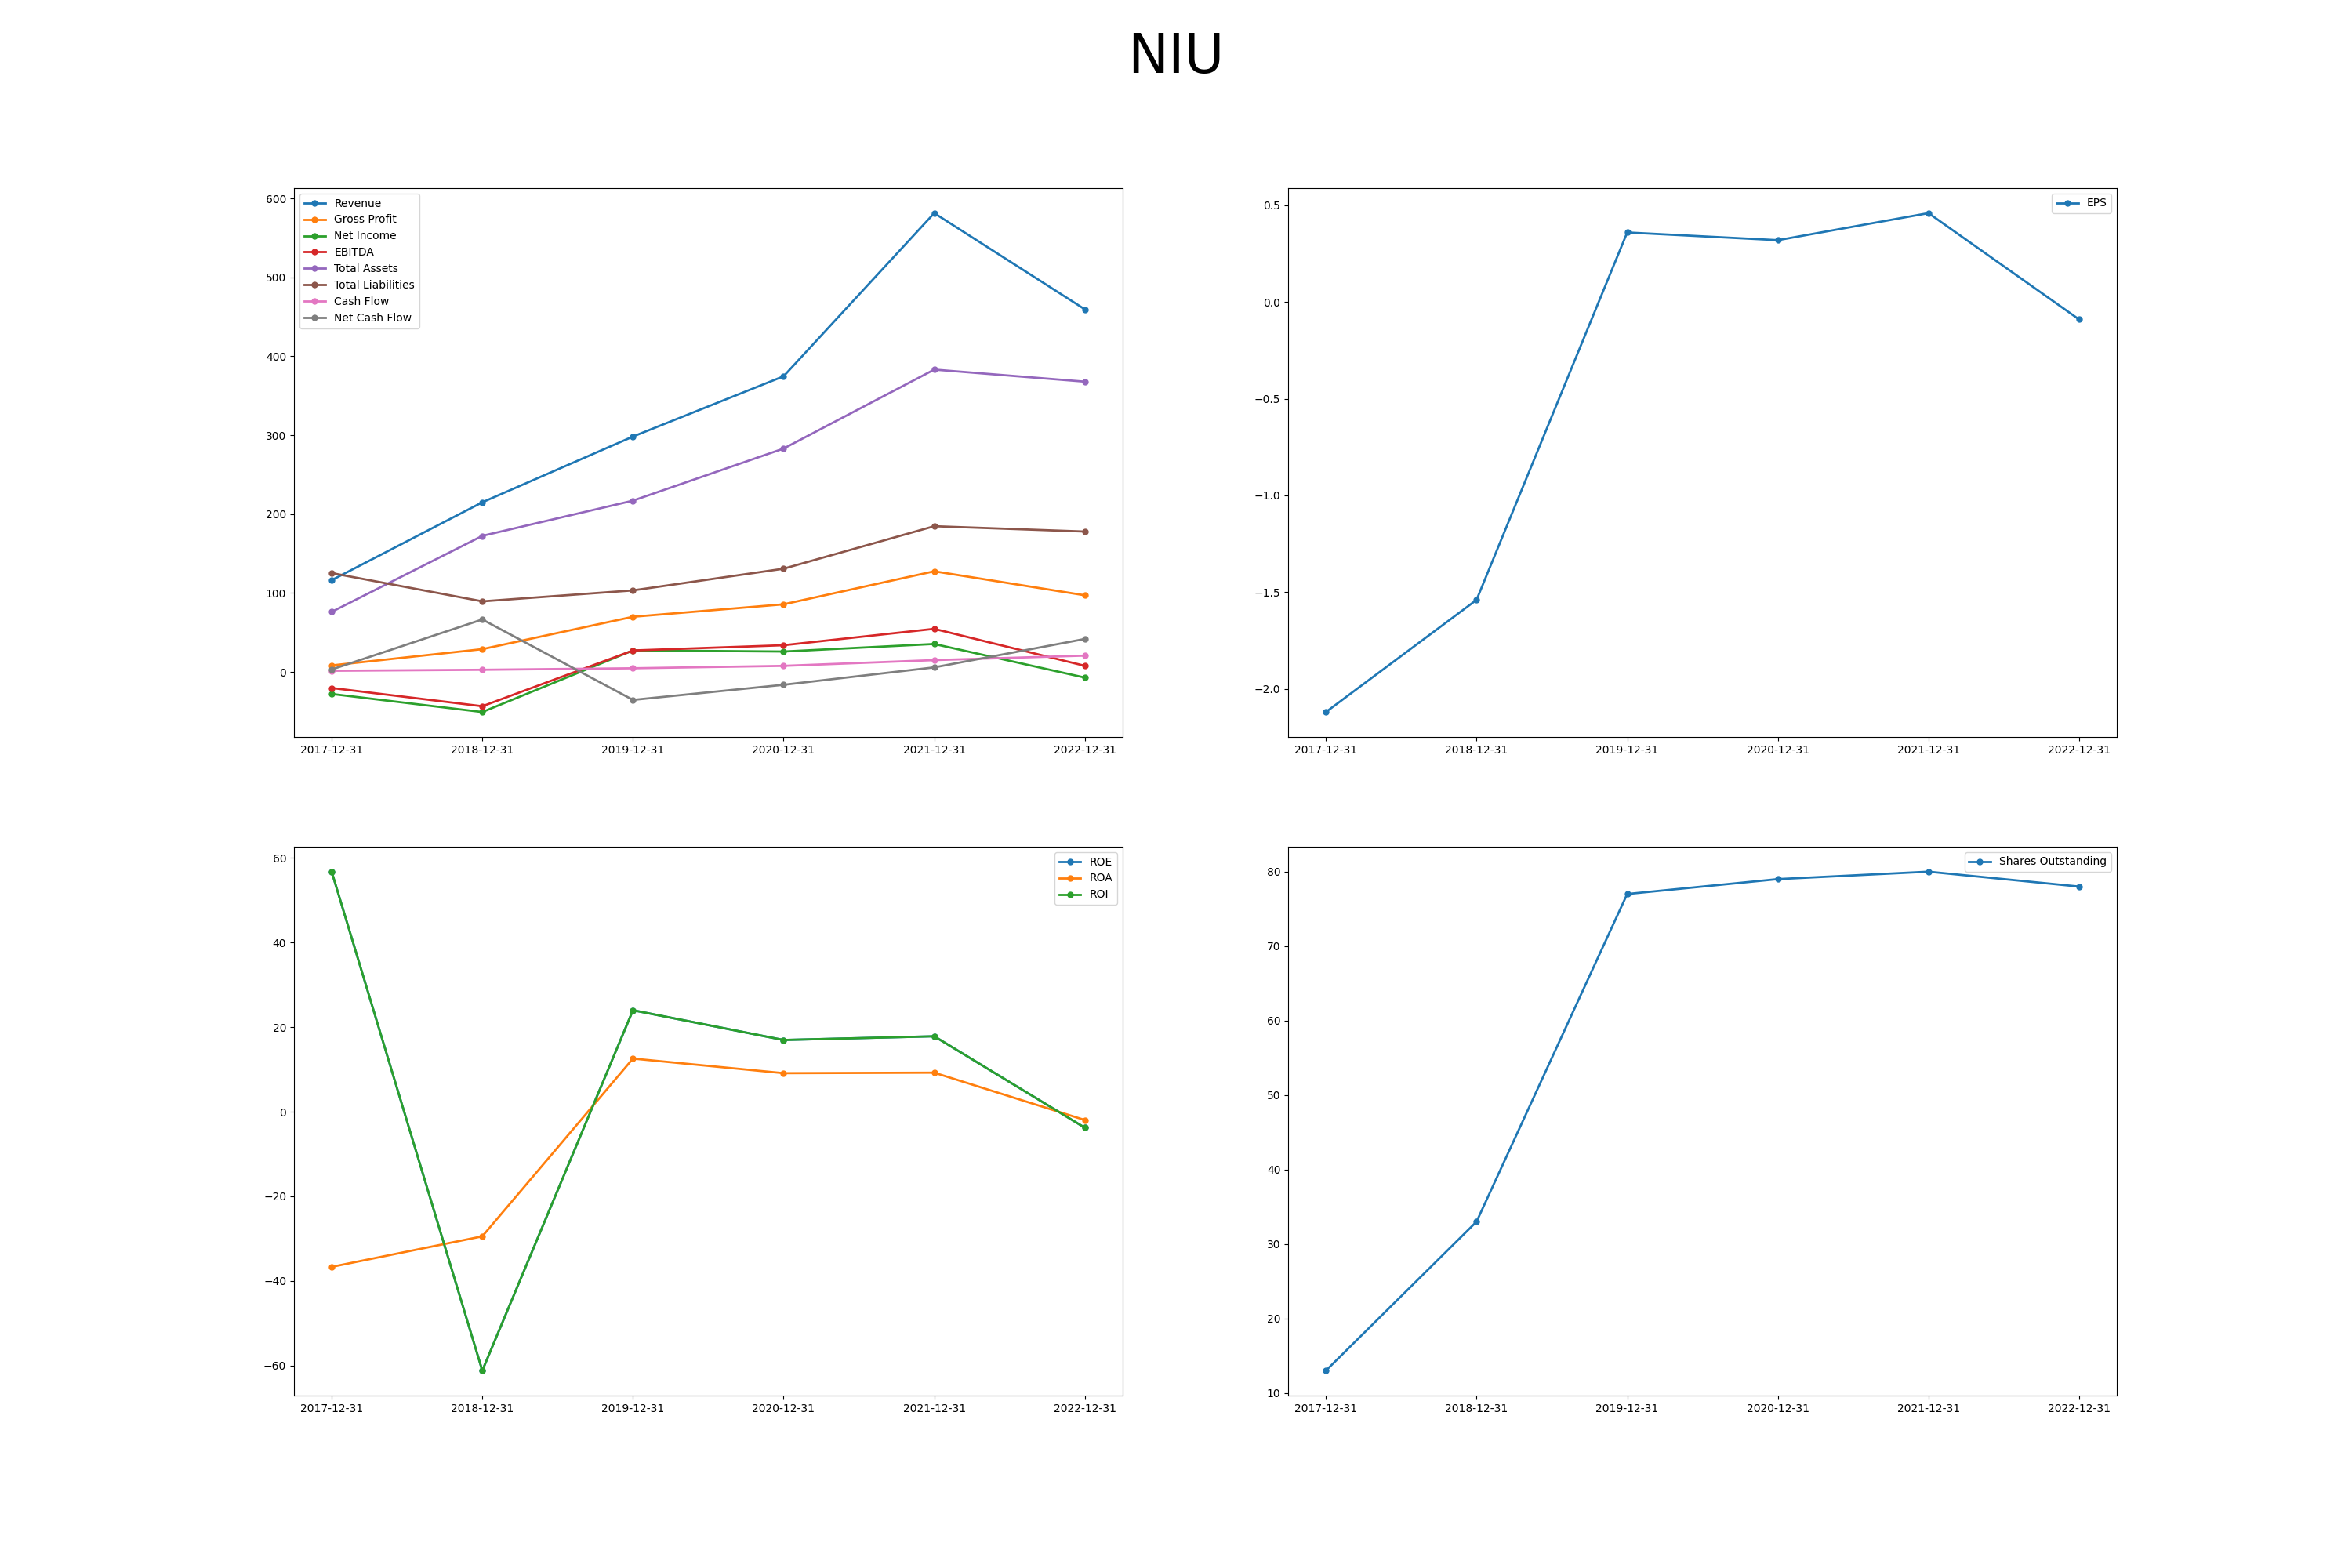 NIU
600
500
400
300
200
100
0
Revenue
Gross Profit
Net Income
EBITDA
Total Assets
Total Liabilities
Cash Flow
Net Cash Flow
2017-12-31 2018-12-31 2019-12-31 2020-12-31 2021-12-31 2022-12-31
0.5
0.0
−0.5
−1.0
−1.5
−2.0
EPS
2017-12-31 2018-12-31 2019-12-31 2020-12-31 2021-12-31 2022-12-31
60
40
20
0
−20
−40
−60
ROE
ROA
ROI
2017-12-31 2018-12-31 2019-12-31 2020-12-31 2021-12-31 2022-12-31
80
70
60
50
40
30
20
10
Shares Outstanding
2017-12-31 2018-12-31 2019-12-31 2020-12-31 2021-12-31 2022-12-31